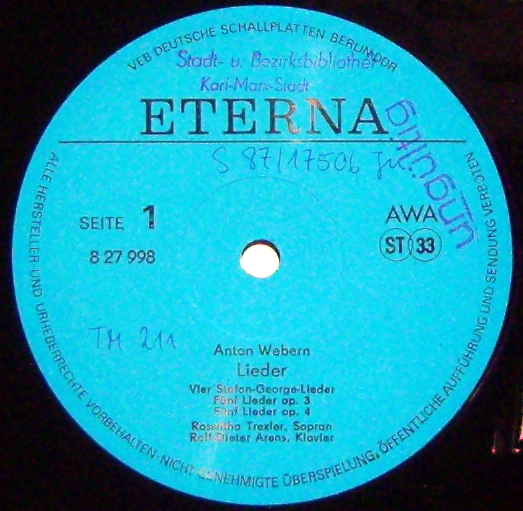 VEB DEUTSCHE SCHALLPLATTEN BERLIN DDR
Stadt- u. Bezirksbibliothek
Karl-Marx-Stadt
ETERNA
S 87/17506
ungültig
SEITE 1
8 27 998
AWA
ST 33
TM 211
Anton Webern
Lieder
Vier Stefan-George-Lieder
Fünf Lieder op. 3
Fünf Lieder op. 4
Roswitha Trexler, Sopran
Rolf-Dieter Arens, Klavier
ALLE HERSTELLER- UND URHEBERRECHTE VORBEHALTEN · NICHT GENEHMIGTE ÜBERSPIELUNG, ÖFFENTLICHE AUFFÜHRUNG UND SENDUNG VERBOTEN